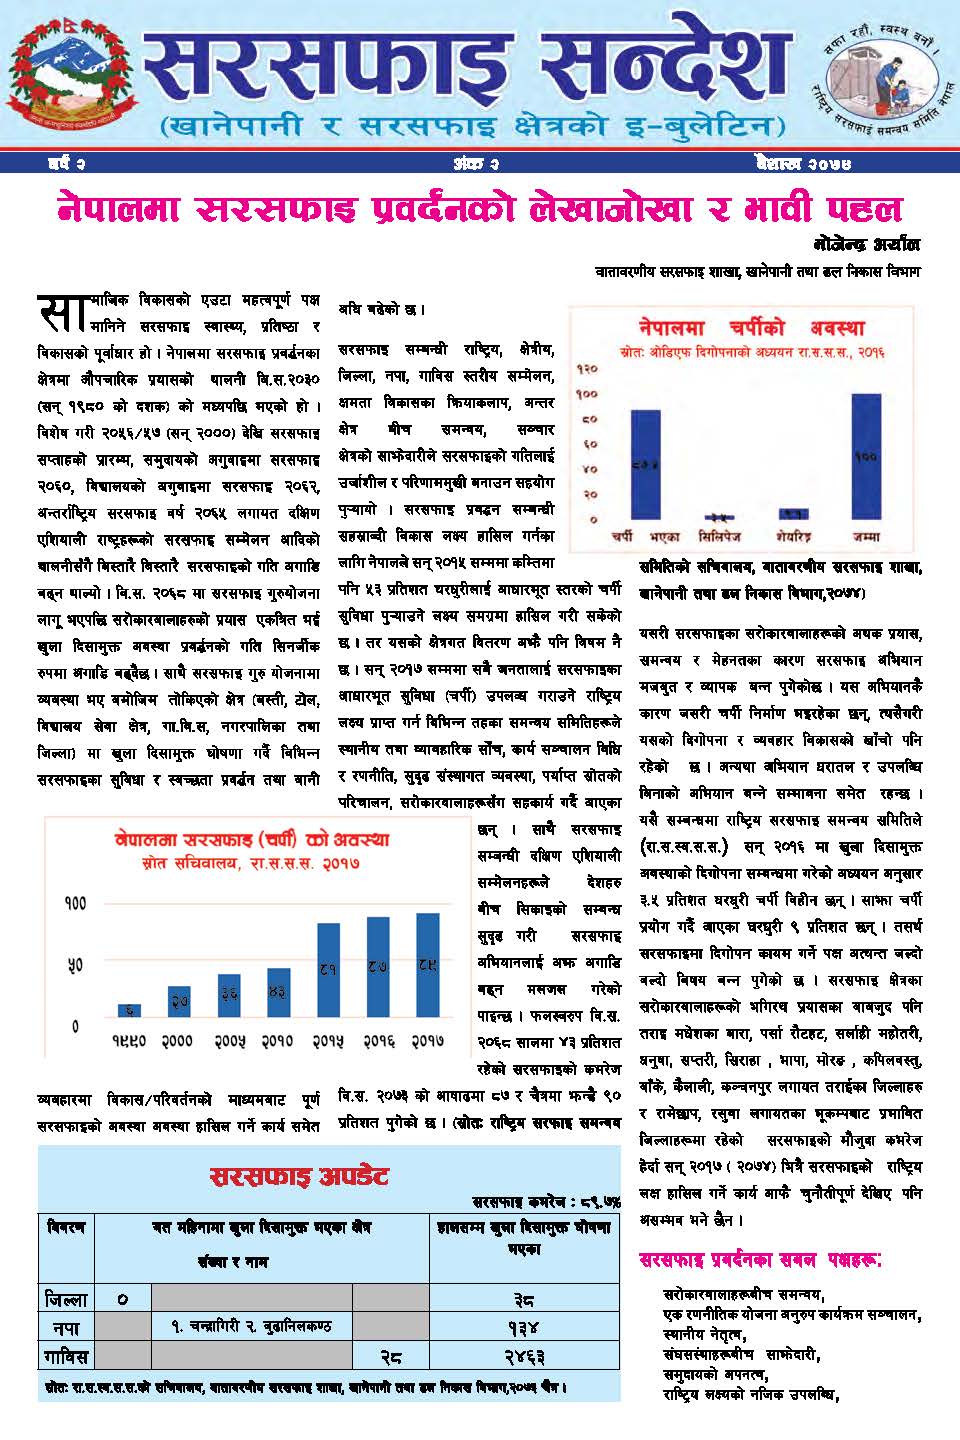 सरसफाइ सन्देश
(खानेपानी र सरसफाइ क्षेत्रको इ-बुलेटिन)
सफा रहौं, स्वस्थ बनौं ।
राष्ट्रिय सरसफाई समन्वय समिति नेपाल
वर्ष २ अंक २ बैशाख २०७४
नेपालमा सरसफाइ प्रवर्दनको लेखाजोखा र भावी पहल
भोजेन्द्र अर्याल
वातावरणीय सरसफाइ शाखा, खानेपानी तथा ढल निकास विभाग
सामाजिक विकासको एउटा महत्वपूर्ण पक्ष
मानिने सरसफाइ स्वास्थ्य, प्रतिष्ठा र
विकासको पूर्वाधार हो । नेपालमा सरसफाइ प्रबर्द्धनका
क्षेत्रमा औपचारिक प्रयासको थालनी बि.स.२०३०
(सन् १९८० को दशक) को मध्यपछि भएको हो ।
विशेष गरी २०५६/५७ (सन् २०००) देखि सरसफाइ
सप्ताहको प्रारम्भ, समुदायको अगुवाइमा सरसफाइ
२०६०, विद्यालयको अगुवाइमा सरसफाइ २०६२,
अन्तर्राष्ट्रिय सरसफाइ वर्ष २०६५ लगायत दक्षिण
एशियाली राष्ट्रहरूको सरसफाइ सम्मेलन आदिको
थालनीसँगै बिस्तारै बिस्तारै सरसफाइको गति अगाडि
बढ्न थाल्यो । बि.स. २०६८ मा सरसफाइ गुरुयोजना
लागू भएपछि सरोकारवालाहरुको प्रयास एकत्रित भई
खुला दिसामुक्त अवस्था प्रबर्द्धनको गति सिनर्जीक
रुपमा अगाडि बढ्दैछ । साथै सरसफाइ गुरु योजनामा
व्यवस्था भए बमोजिम तोकिएको क्षेत्र (बस्ती, टोल,
विद्यालय सेवा क्षेत्र, गा.वि.स, नगरपालिका तथा
जिल्ला) मा खुला दिसामुक्त घोषणा गर्दै विभिन्न
सरसफाइका सुविधा र स्वच्छता प्रबर्द्धन तथा वानी
नेपालमा सरसफाइ (चर्पी) को अवस्था
स्रोत सचिवालय, रा.स.स.स. २०१७
१००
५०
०
६ २७ ३६ ४३ ८१ ८७ ८९
१९९० २००० २००५ २०१० २०१५ २०१६ २०१७
व्यवहारमा विकास/परिवर्तनको माध्यमबाट पूर्ण
सरसफाइको अवस्था अवस्था हासिल गर्ने कार्य समेत
अघि बढेको छ ।
सरसफाइ सम्बन्धी राष्ट्रिय, क्षेत्रीय,
जिल्ला, नपा, गाविस स्तरीय सम्मेलन,
क्षमता विकासका क्रियाकलाप, अन्तर
क्षेत्र बीच समन्वय, सञ्चार
क्षेत्रको साझेदारीले सरसफाइको गतिलाई
उर्जाशील र परिणाममुखी बनाउन सहयोग
पुऱ्यायो । सरसफाइ प्रबद्धन सम्बन्धी
सहस्राब्दी विकास लक्ष्य हासिल गर्नका
लागि नेपालले सन् २०१५ सम्ममा कम्तिमा
पनि ५३ प्रतिशत घरधुरीलाई आधारभूत स्तरको चर्पी
सुविधा पुऱ्याउने लक्ष्य समग्रमा हासिल गरी सकेको
छ । तर यसको क्षेत्रगत वितरण अझै पनि विषम नै
छ । सन् २०१७ सम्ममा सबै जनतालाई सरसफाइका
आधारभूत सुविधा (चर्पी) उपलब्ध गराउने राष्ट्रिय
लक्ष्य प्राप्त गर्न बिभिन्न तहका समन्वय समितिहरूले
स्थानीय तथा व्यावहारिक सोँच, कार्य सञ्चालन बिधि
र रणनीति, सुदृढ संस्थागत व्यवस्था, पर्याप्त स्रोतको
परिचालन, सरोकारवालाहरूसँग सहकार्य गर्दै आएका
छन् । साथै सरसफाइ
सम्बन्धी दक्षिण एशियाली
सम्मेलनहरूले देशहरु
बीच सिकाइको सम्बन्ध
सुदृढ गरी सरसफाइ
अभियानलाई अझ अगाडि
बढ्न मलजल गरेको
पाइन्छ । फलस्वरुप बि.स.
२०६८ सालमा ४३ प्रतिशत
रहेको सरसफाइको कभरेज
बि.स. २०७३ को आषाढमा ८७ र चैत्रमा झन्डै ९०
प्रतिशत पुगेको छ । (स्रोतः राष्ट्रिय सरफाइ समन्वय
नेपालमा चर्पीको अवस्था
स्रोतः ओडिएफ दिगोपनाको अध्ययन रा.स.स.स., २०१६
१२०
१००
८०
६०
४०
२०
०
८७.५ ३.५ ९.१ १००
चर्पी भएका सिलिपेज शेयरिङ जम्मा
समितिको सचिवालय, वातावरणीय सरसफाइ शाखा,
खानेपानी तथा ढल निकास विभाग,२०७४)
यसरी सरसफाइका सरोकारवालाहरूको अथक प्रयास,
समन्वय र मेहनतका कारण सरसफाइ अभियान
मजबुत र व्यापक बन्न पुगेकोछ । यस अभियानकै
कारण जसरी चर्पी निर्माण भइरहेका छन्, त्यसैगरी
यसको दिगोपना र व्यवहार विकासको खाँचो पनि
रहेको छ । अन्यथा अभियान धरातल र उपलब्धि
बिनाको अभियान बन्ने सम्भावना समेत रहन्छ ।
यसै सम्बन्धमा राष्ट्रिय सरसफाइ समन्वय समितिले
(रा.स.स्व.स.स.) सन् २०१६ मा खुला दिसामुक्त
अवस्थाको दिगोपना सम्बन्धमा गरेको अध्ययन अनुसार
३.५ प्रतिशत घरधुरी चर्पी बिहीन छन् । साझा चर्पी
प्रयोग गर्दै आएका घरधुरी ९ प्रतिशत छन् । तसर्थ
सरसफाइमा दिगोपन कायम गर्ने पक्ष अत्यन्त जल्दो
बल्दो बिषय बन्न पुगेको छ । सरसफाइ क्षेत्रका
सरोकारवालाहरूको भगिरथ प्रयासका बाबजुद पनि
तराइ मधेशका बारा, पर्सा रौटहट, सर्लाही महोतरी,
धनुषा, सप्तरी, सिराहा , झापा, मोरङ , कपिलबस्तु,
बाँके, कैलाली, कञ्चनपुर लगायत तराईका जिल्लाहरु
र रामेछाप, रसुवा लगायतका भूकम्पबाट प्रभावित
जिल्लाहरूमा रहेको सरसफाइको मौजुदा कभरेज
हेर्दा सन् २०१७ ( २०७४) भित्रै सरसफाइको राष्ट्रिय
लक्ष हासिल गर्ने कार्य आफै चुनौतीपूर्ण देखिए पनि
असम्भव भने छैन ।
सरसफाइ प्रबर्दनका सबल पक्षहरूः
सरोकारवालाहरूबीच समन्वय,
एक रणनीतिक योजना अनुरुप कार्यक्रम सञ्चालन,
स्थानीय नेतृत्व,
संघसस्थाहरूबीच साझेदारी,
समुदायको अपनत्व,
राष्ट्रिय लक्ष्यको नजिक उपलब्धि,
सरसफाइ अपडेट
सरसफाइ कभरेज : ८९.७%
बिवरण गत महिनामा खुला दिसामुक्त भएका क्षेत्र हालसम्म खुला दिसामुक्त घोषणा
संख्या र नाम भएका
जिल्ला ० ३८
नपा १. चन्द्रागिरी २. बुढानिलकण्ठ १३४
गाविस २८ २४६३
स्रोतः रा.स.स्व.स.स.को सचिवालय, वातावरणीय सरसफाइ शाखा, खानेपानी तथा ढल निकास विभाग,२०७३ चैत्र ।